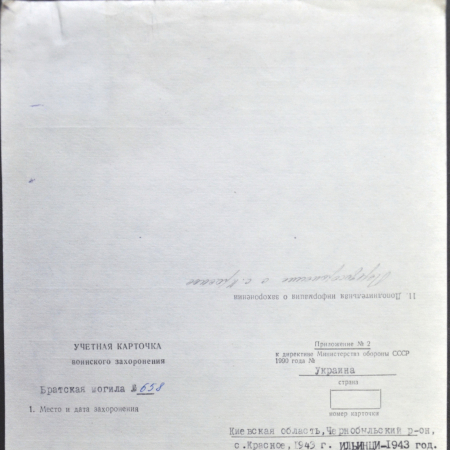 11. Дополнительная информация о захоронении
УЧЕТНАЯ КАРТОЧКА
воинского захоронения
Братская могила № 658
1. Место и дата захоронения
Приложение № 2
к директиве Министерства обороны СССР
1990 года №
Украина
страна
номер карточки
Киевская область, Чернобыльский р-он,
с. Красное, 1943 г. ИЛЬИНЦИ-1943 год.